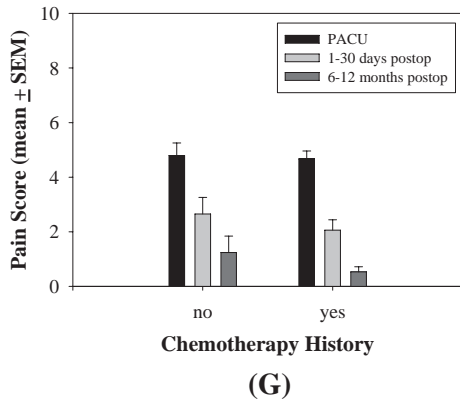 10
8
6
4
2
0
Pain Score (mean ± SEM)
PACU
1-30 days postop
6-12 months postop
no
yes
Chemotherapy History
(G)